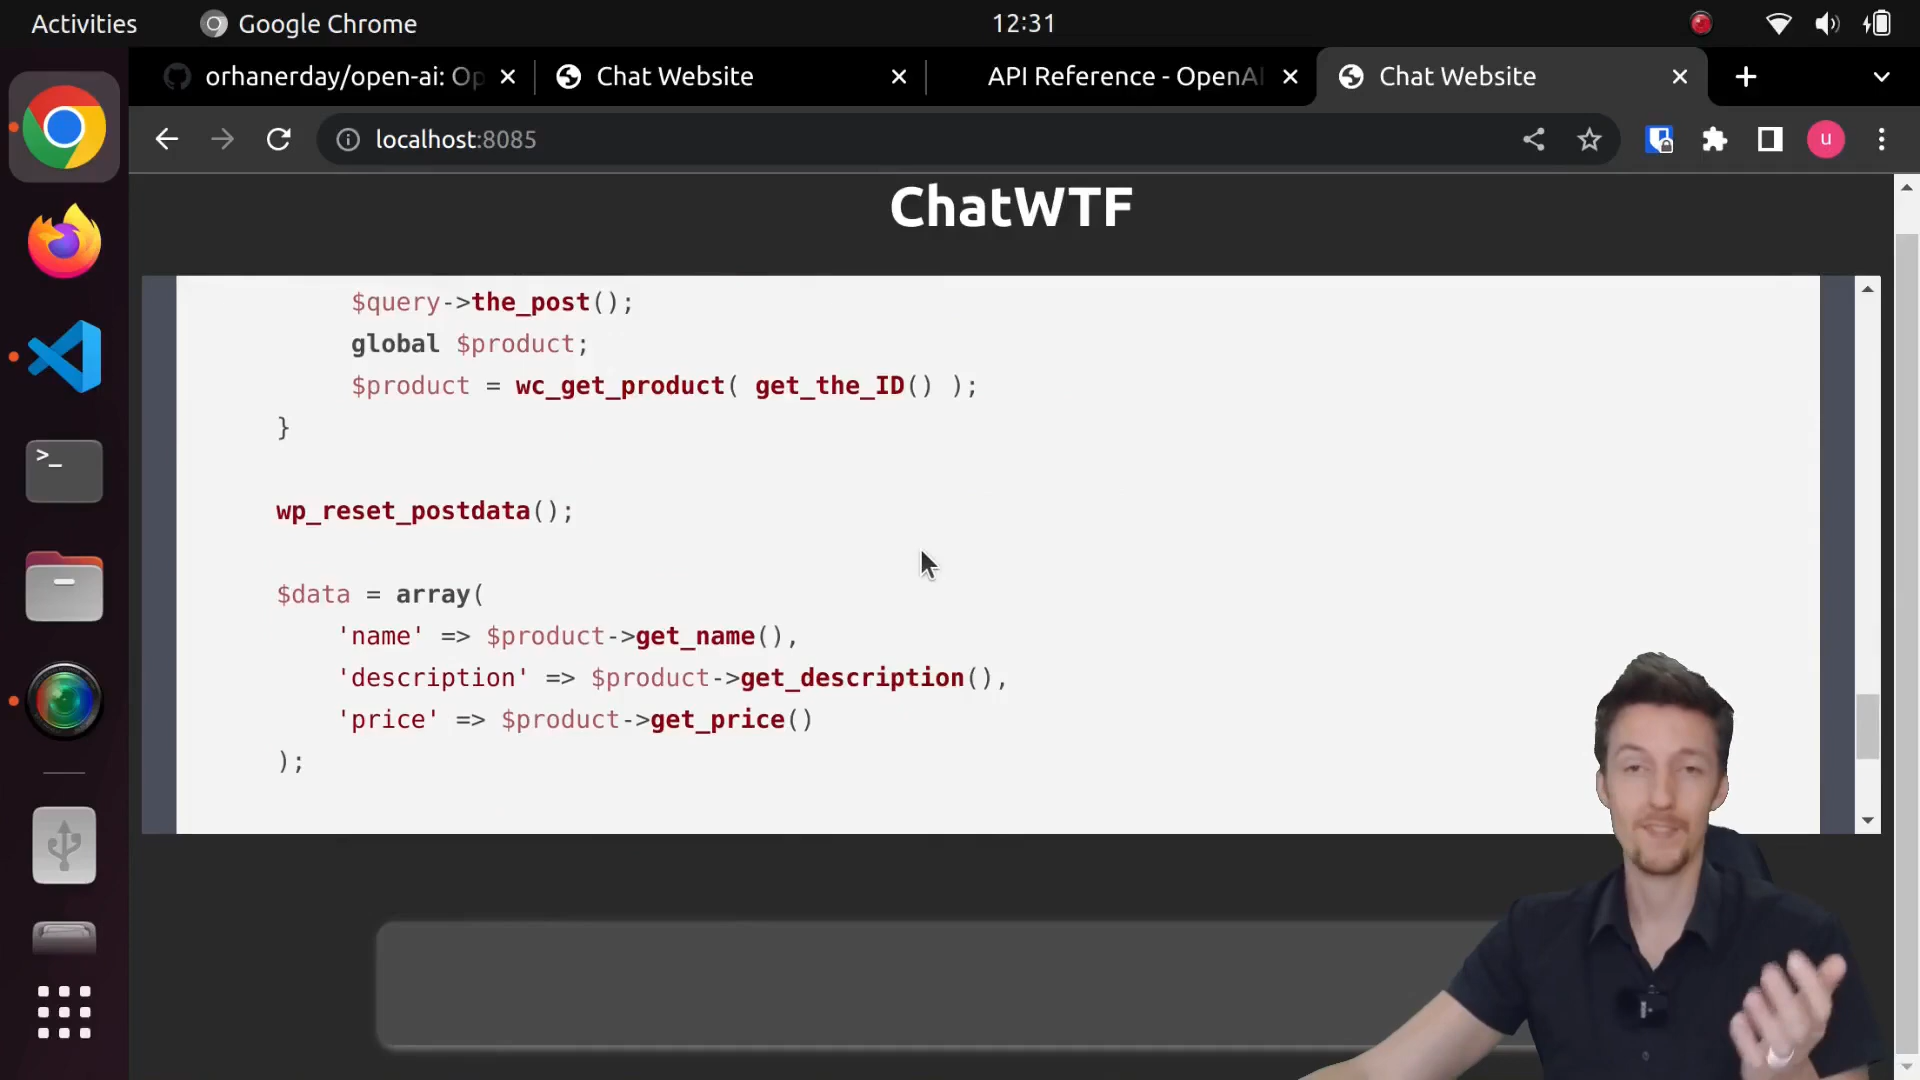 Activities
Google Chrome
12:31
orhanerday/open-ai: Op
Chat Website
API Reference - OpenAI
Chat Website
localhost:8085
u
ChatWTF
$query->the_post();
global $product;
$product = wc_get_product( get_the_ID() );
}
wp_reset_postdata();
$data = array(
'name' => $product->get_name(),
'description' => $product->get_description(),
'price' => $product->get_price()
);
>_